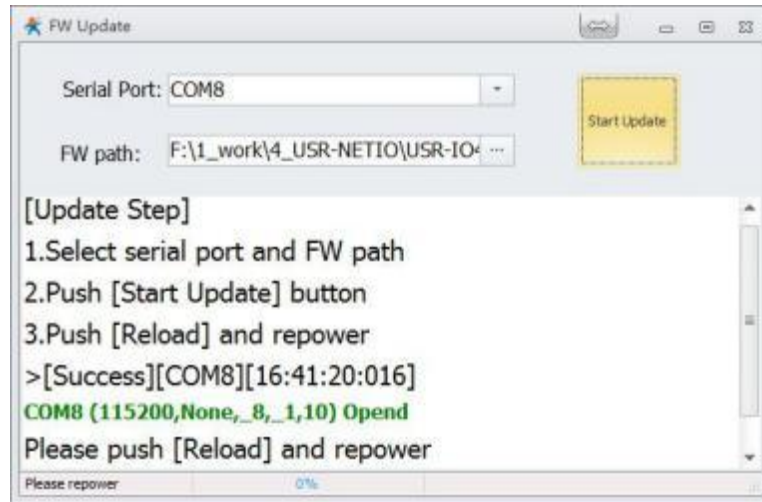 FW Update
Serial Port: COM8
Start Update
FW path: F:\1_work\4_USR-NETIO\USR-IO4 ...
[Update Step]
1.Select serial port and FW path
2.Push [Start Update] button
3.Push [Reload] and repower
>[Success][COM8][16:41:20:016]
COM8 (115200,None,_8,_1,10) Opend
Please push [Reload] and repower
Please repower 0%